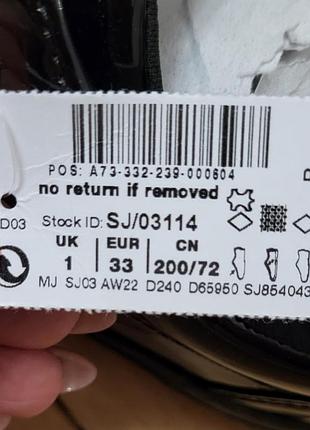 POS: A73-332-239-000604
no return if removed
D03 Stock ID: SJ/03114
UK EUR CN
1 33 200/72
MJ SJ03 AW22 D240 D65950 SJ854043